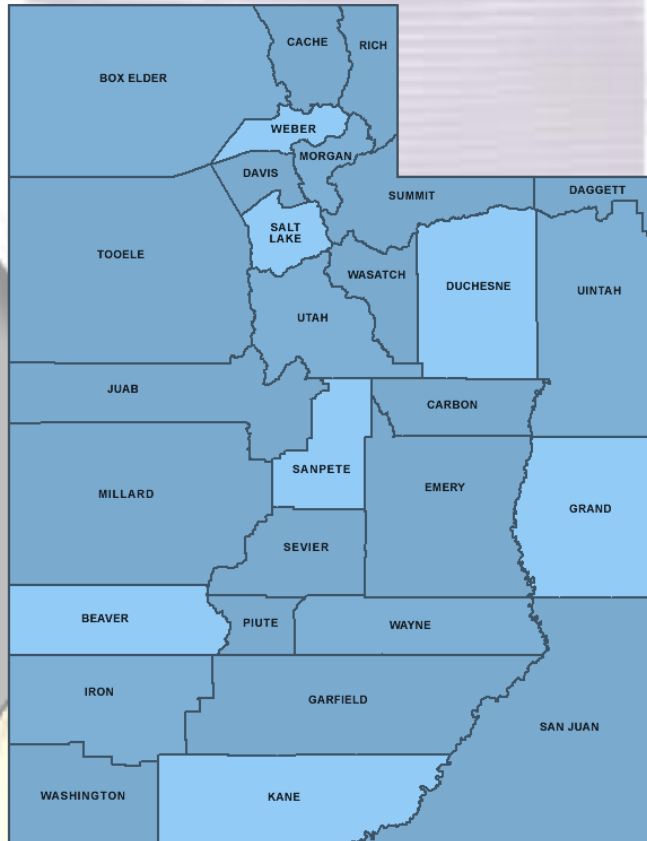 CACHE
RICH
BOX ELDER
WEBER
MORGAN
DAVIS
DAGGETT
SUMMIT
SALT
LAKE
TOOELE
WASATCH
DUCHESNE
UINTAH
UTAH
JUAB
CARBON
SANPETE
EMERY
MILLARD
GRAND
SEVIER
BEAVER
PIUTE
WAYNE
IRON
GARFIELD
SAN JUAN
WASHINGTON
KANE